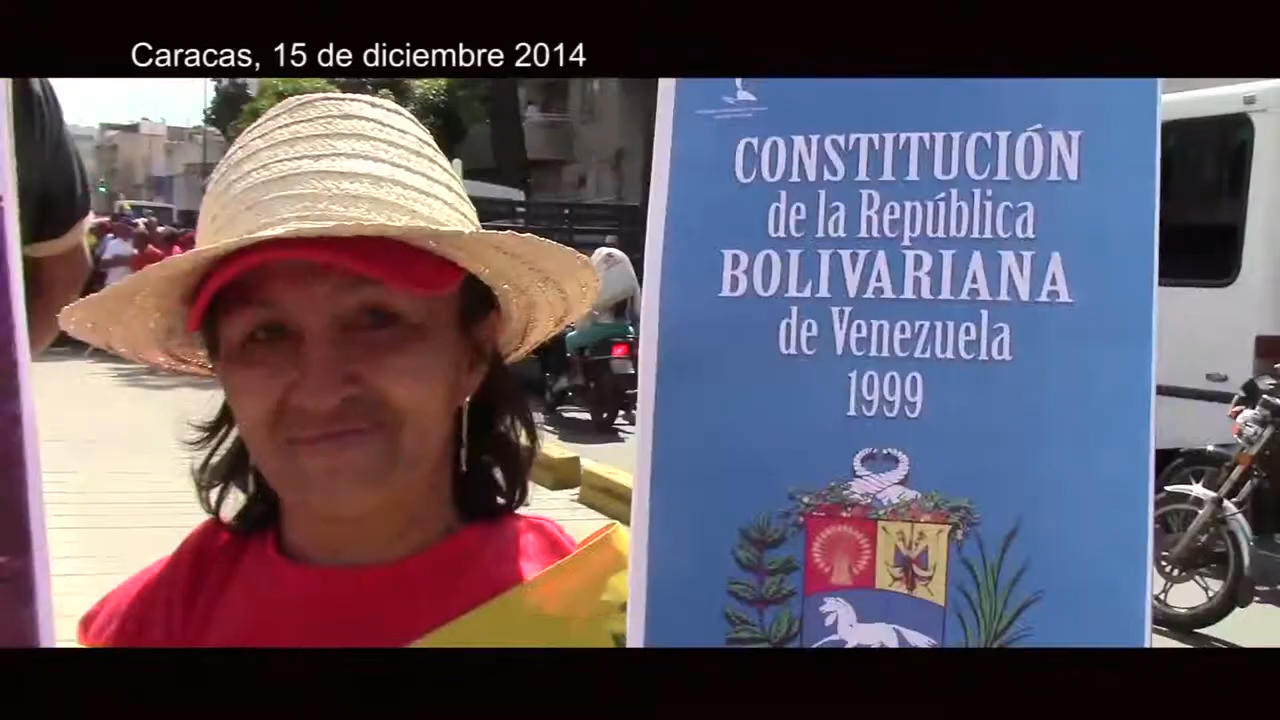 Caracas, 15 de diciembre 2014
CONSTITUCIÓN
de la República
BOLIVARIANA
de Venezuela
1999